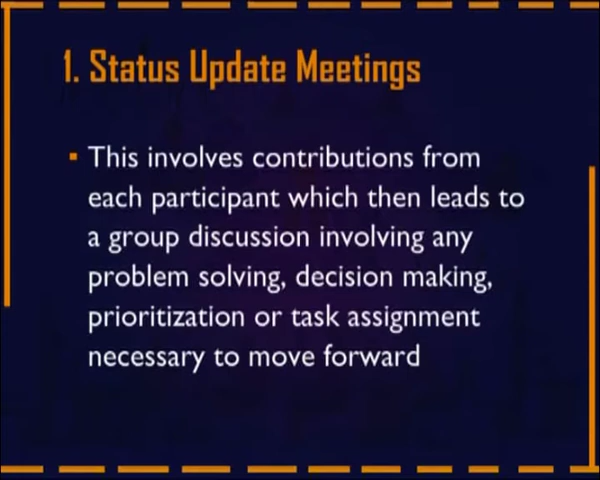 1. Status Update Meetings
▪ This involves contributions from
each participant which then leads to
a group discussion involving any
problem solving, decision making,
prioritization or task assignment
necessary to move forward